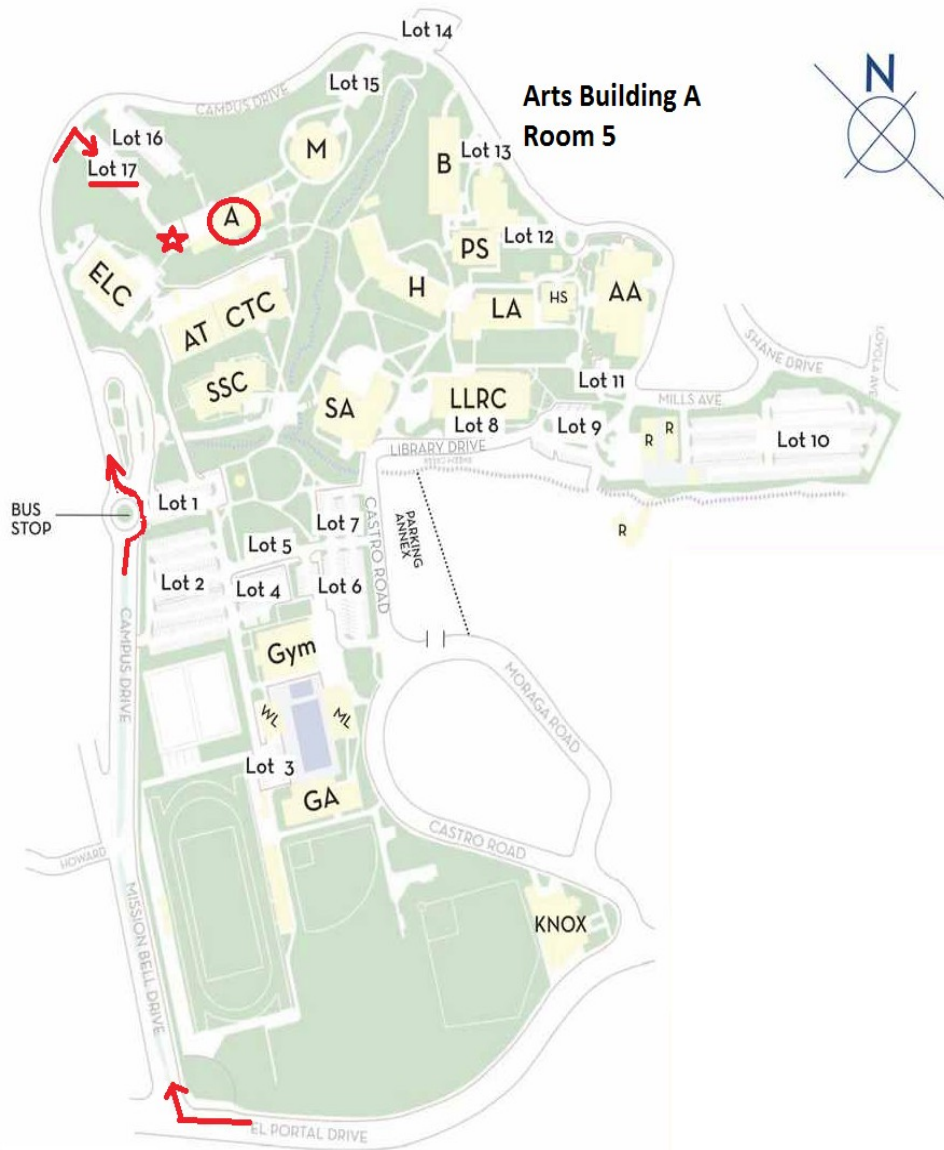 Lot 14
Lot 15
CAMPUS DRIVE
Arts Building A
Room 5
N
Lot 16
M
B
Lot 13
Lot 17
A
PS
Lot 12
ELC
H
LA
HS
AA
AT
CTC
SSC
SA
LLRC
Lot 8
Lot 11
MILLS AVE
SHANE DRIVE
LOYOLA AVE
Lot 9
R
R
Lot 10
LIBRARY DRIVE
BUS
STOP
Lot 1
Lot 7
CASTRO ROAD
PARKING
ANNEX
R
Lot 5
Lot 2
Lot 4
Lot 6
CAMPUS DRIVE
Gym
MORAGA ROAD
WL
ML
Lot 3
GA
CASTRO ROAD
HOWARD
MISSION BELL DRIVE
KNOX
EL PORTAL DRIVE